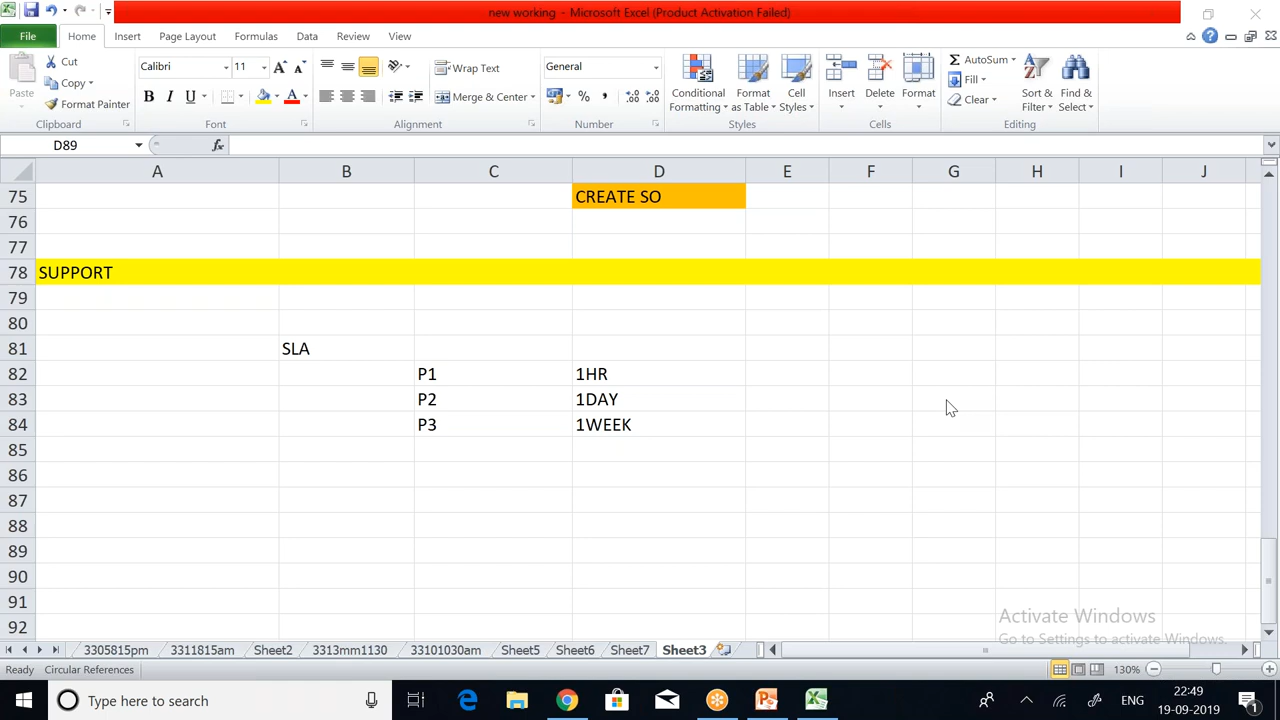 new working - Microsoft Excel (Product Activation Failed)
File Home Insert Page Layout Formulas Data Review View
Cut
Copy
Format Painter
Paste
Clipboard
Calibri 11
B I U A
Font
Wrap Text
Merge & Center
Alignment
General
% ,
Number
Conditional Formatting
Format as Table
Cell Styles
Styles
Insert Delete Format
Cells
AutoSum
Fill
Clear
Sort & Filter
Find & Select
Editing
D89 fx
A B C D E F G H I J
75 CREATE SO
76
77
78 SUPPORT
79
80
81 SLA
82 P1 1HR
83 P2 1DAY
84 P3 1WEEK
85
86
87
88
89
90
91
92
Activate Windows
Go to Settings to activate Windows.
3305815pm 3311815am Sheet2 3313mm1130 33101030am Sheet5 Sheet6 Sheet7 Sheet3
Ready Circular References 130%
Type here to search
ENG
22:49
19-09-2019
1